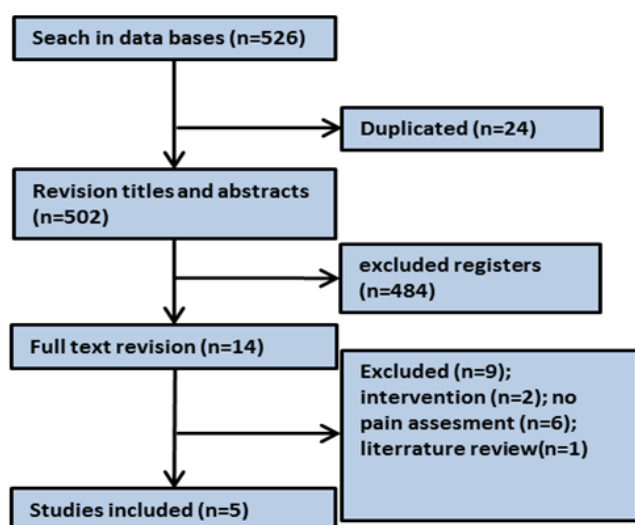 Seach in data bases (n=526)
Duplicated (n=24)
Revision titles and abstracts
(n=502)
excluded registers
(n=484)
Full text revision (n=14)
Excluded (n=9);
intervention (n=2); no
pain assesment (n=6);
literrature review(n=1)
Studies included (n=5)